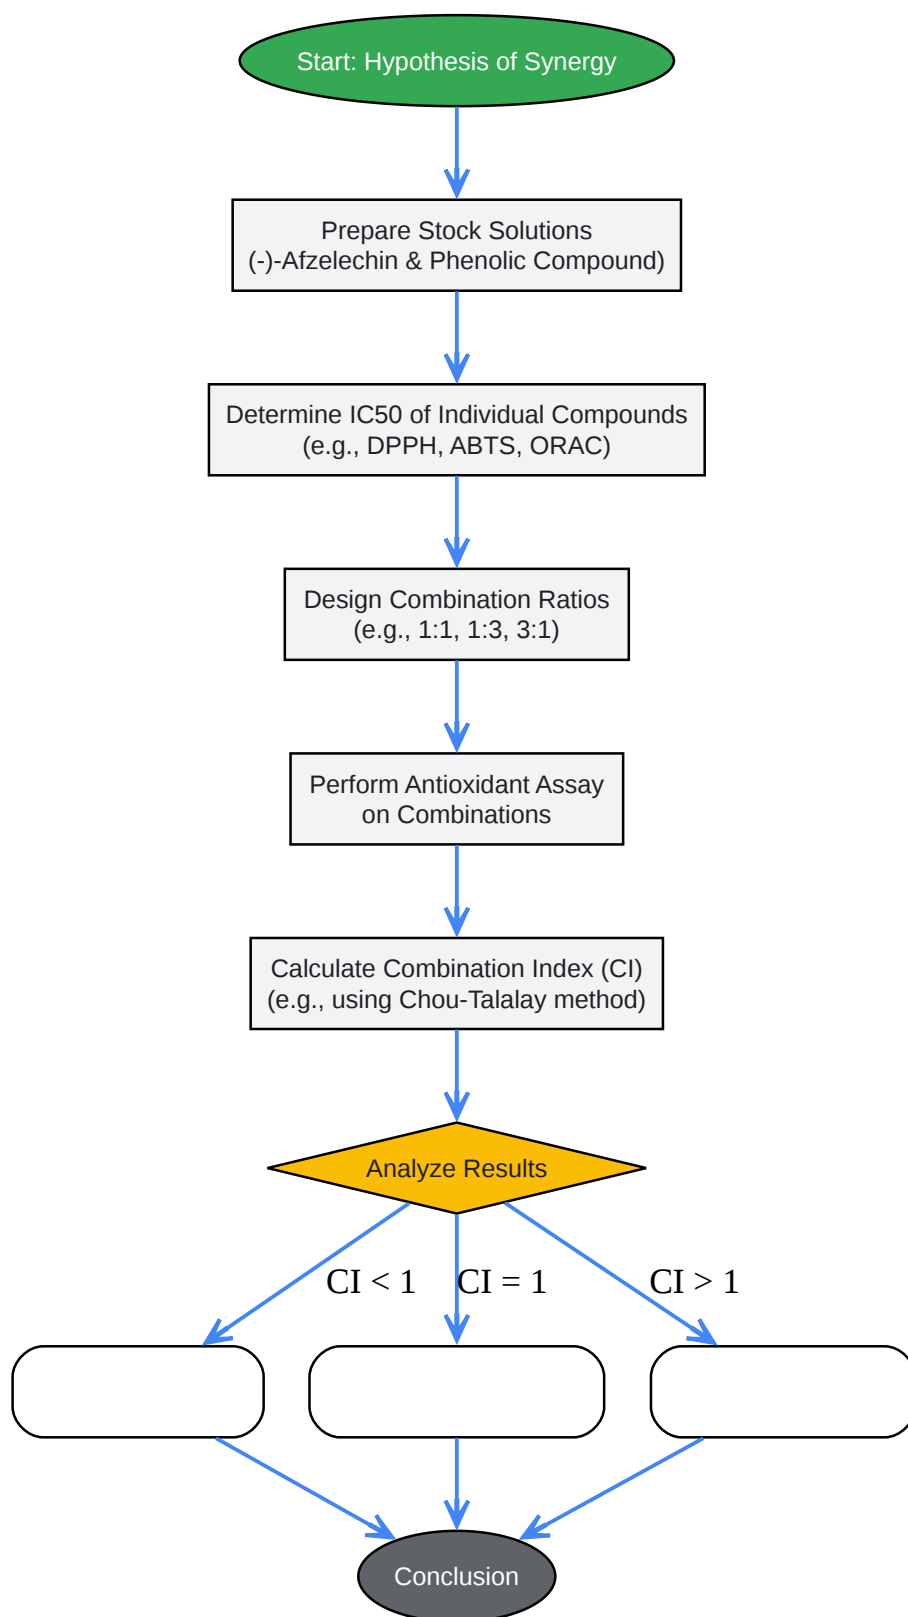 Start: Hypothesis of Synergy
Prepare Stock Solutions
(-)-Afzelechin & Phenolic Compound)
Determine IC50 of Individual Compounds
(e.g., DPPH, ABTS, ORAC)
Design Combination Ratios
(e.g., 1:1, 1:3, 3:1)
Perform Antioxidant Assay
on Combinations
Calculate Combination Index (CI)
(e.g., using Chou-Talalay method)
Analyze Results
CI < 1
CI = 1
CI > 1
Conclusion